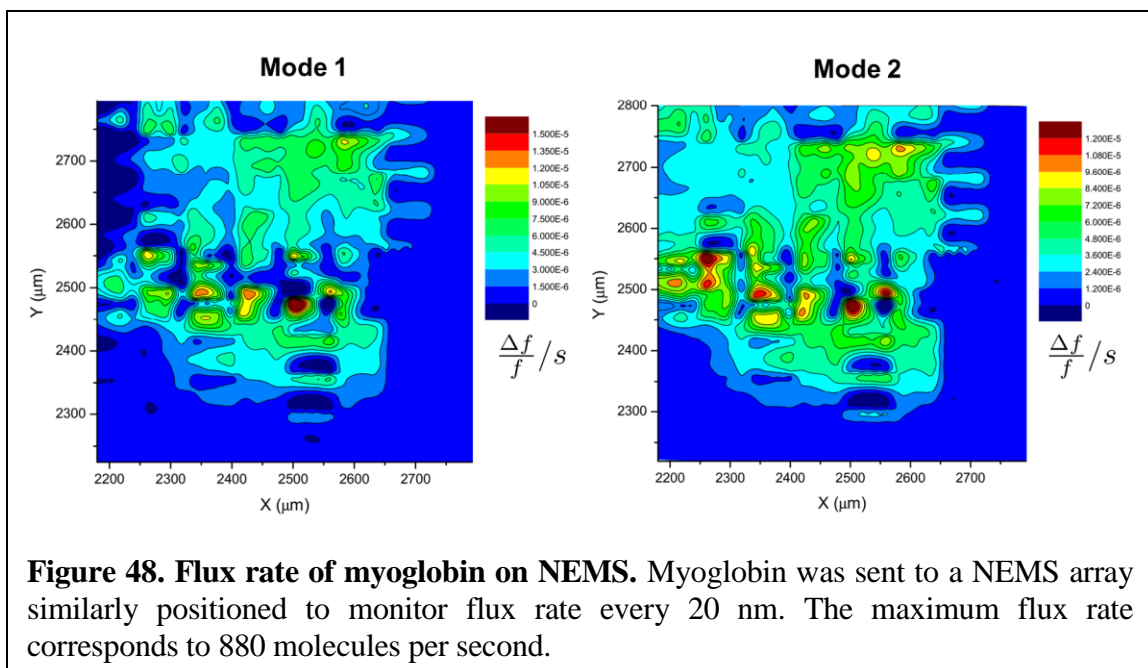 Mode 1
Mode 2
2700
2600
2500
2400
2300
Y (μm)
2200 2300 2400 2500 2600 2700
X (μm)
1.500E-5
1.350E-5
1.200E-5
1.050E-5
9.000E-6
7.500E-6
6.000E-6
4.500E-6
3.000E-6
1.500E-6
0
Δf/f /s
2800
2700
2600
2500
2400
2300
Y (μm)
2200 2300 2400 2500 2600 2700
X (μm)
1.200E-5
1.080E-5
9.600E-6
8.400E-6
7.200E-6
6.000E-6
4.800E-6
3.600E-6
2.400E-6
1.200E-6
0
Δf/f /s
Figure 48. Flux rate of myoglobin on NEMS. Myoglobin was sent to a NEMS array
similarly positioned to monitor flux rate every 20 nm. The maximum flux rate
corresponds to 880 molecules per second.